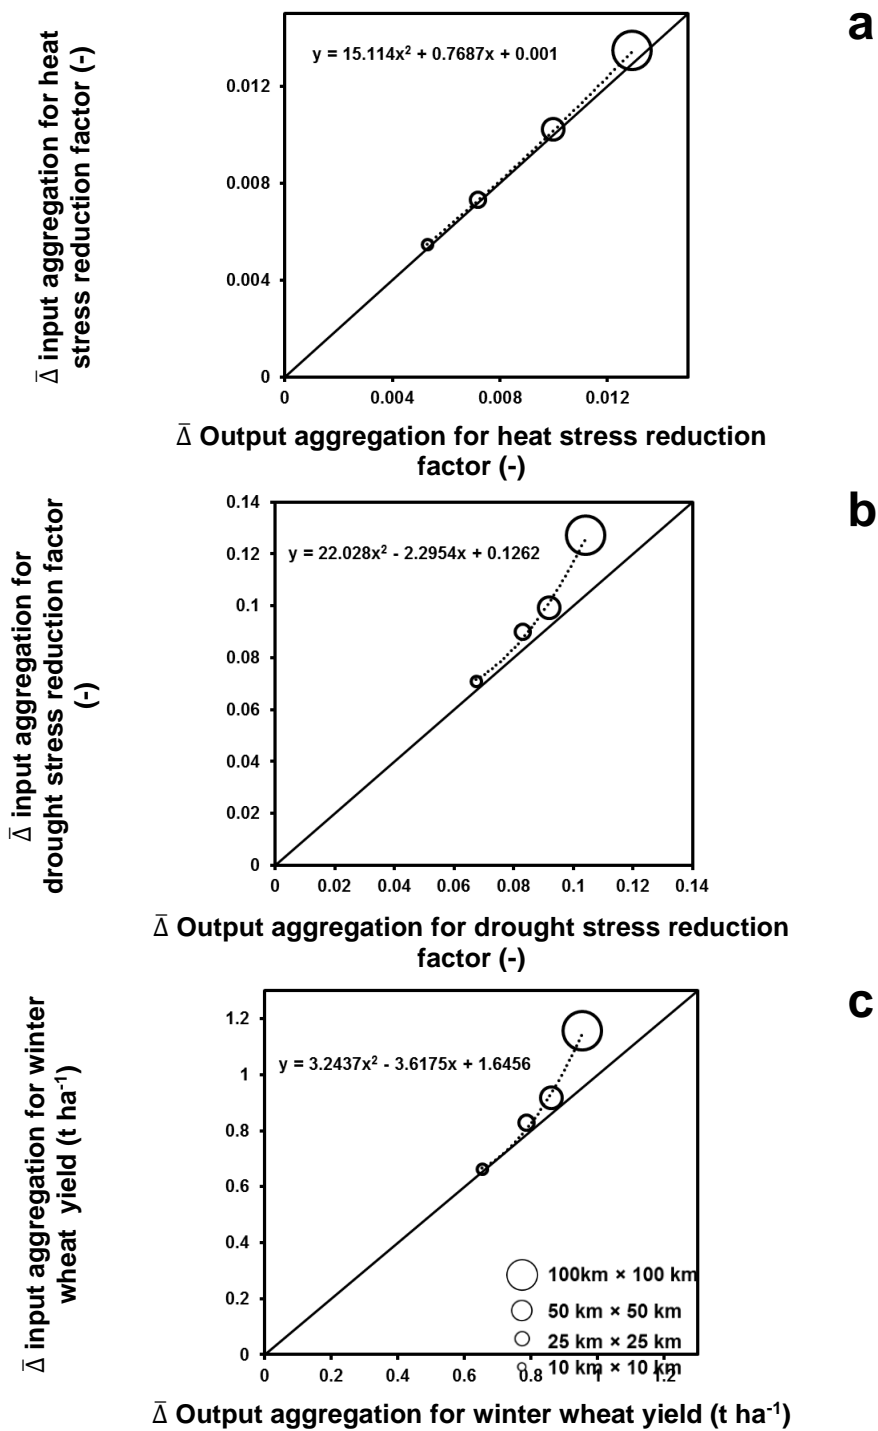 a
Δ̅ input aggregation for heat
stress reduction factor (-)
y = 15.114x² + 0.7687x + 0.001
0.012
0.008
0.004
0
0 0.004 0.008 0.012
Δ̅ Output aggregation for heat stress reduction
factor (-)
b
Δ̅ input aggregation for
drought stress reduction factor
(-)
y = 22.028x² - 2.2954x + 0.1262
0.14
0.12
0.1
0.08
0.06
0.04
0.02
0
0 0.02 0.04 0.06 0.08 0.1 0.12 0.14
Δ̅ Output aggregation for drought stress reduction
factor (-)
c
Δ̅ input aggregation for winter
wheat yield (t ha⁻¹)
y = 3.2437x² - 3.6175x + 1.6456
1.2
1
0.8
0.6
0.4
0.2
0
100km × 100 km
50 km × 50 km
25 km × 25 km
10 km × 10 km
0 0.2 0.4 0.6 0.8 1 1.2
Δ̅ Output aggregation for winter wheat yield (t ha⁻¹)